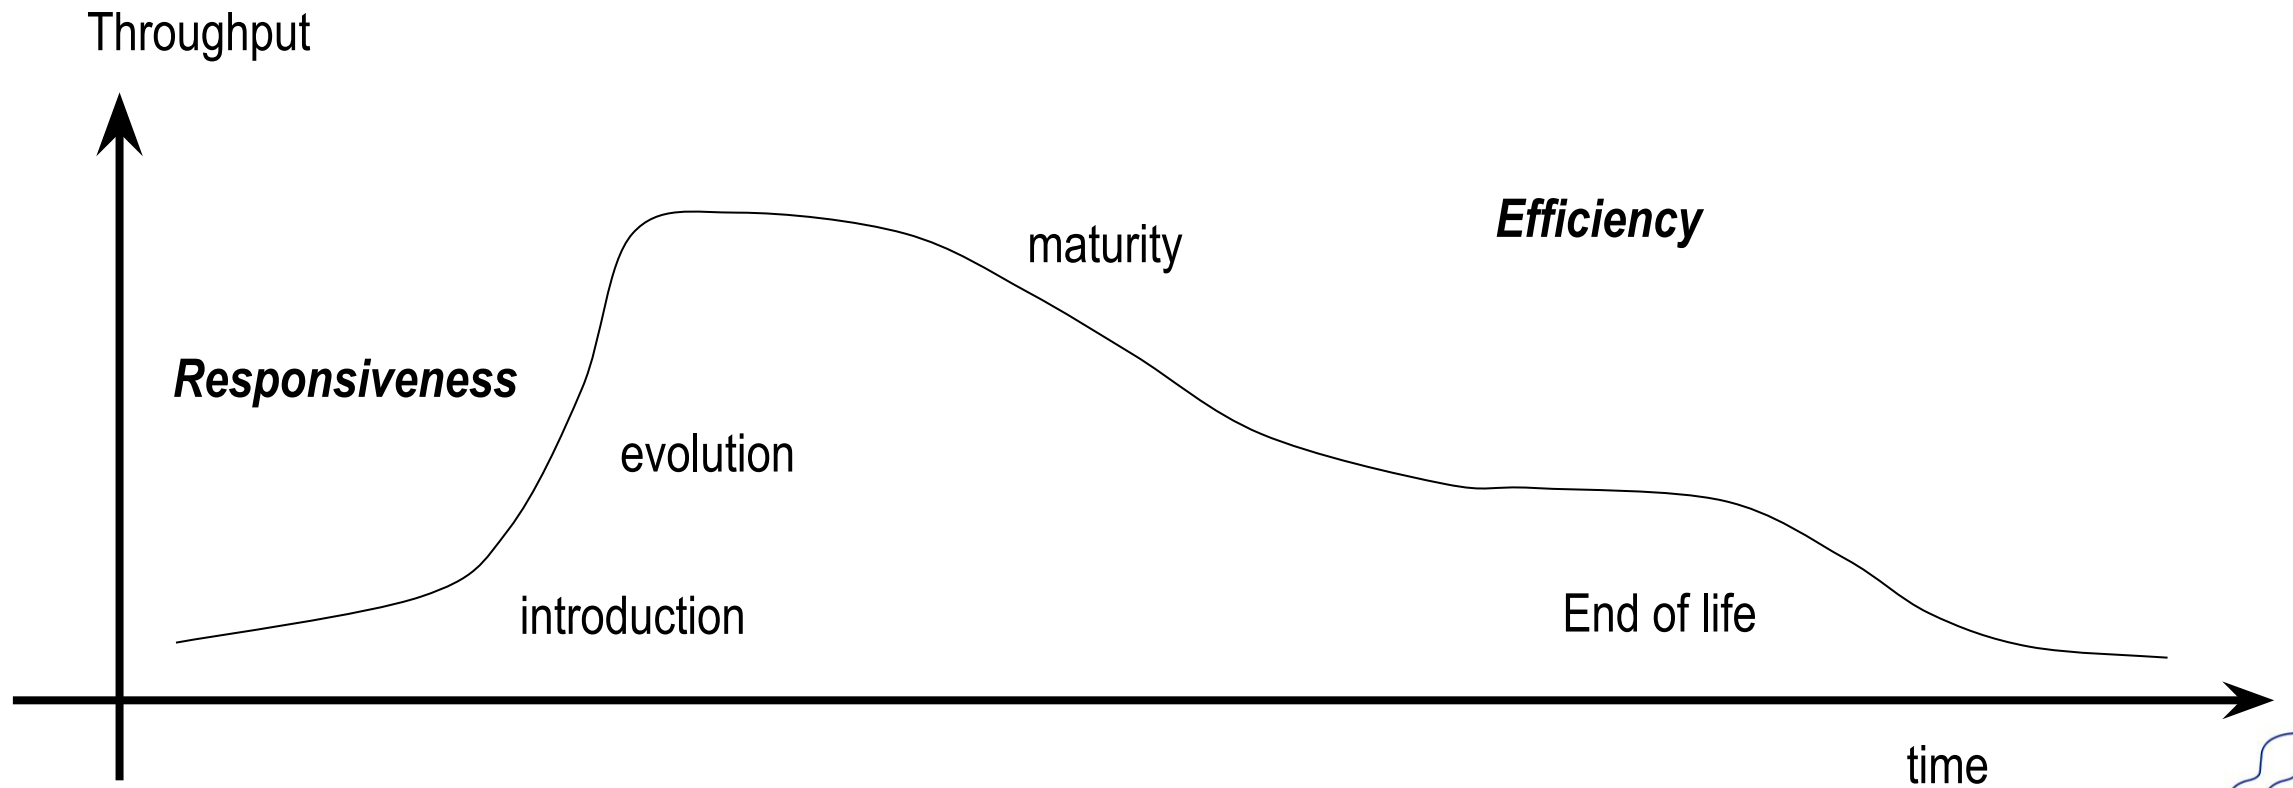 Throughput
Efficiency
maturity
Responsiveness
evolution
introduction
End of life
time